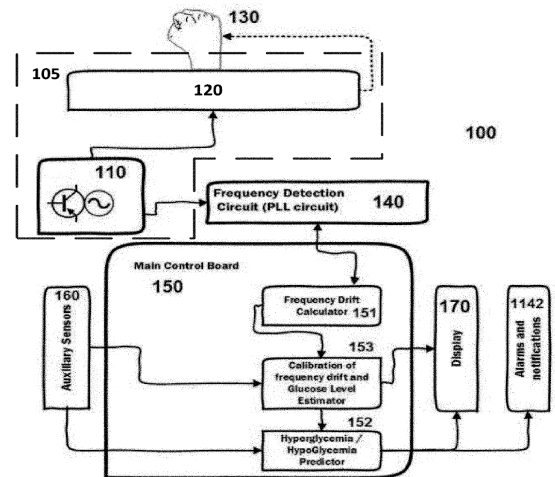 130
105
120
100
110
Frequency Detection
Circuit (PLL circuit)
140
Main Control Board
150
160
Auxillary Sensors
Frequency Drift
Calculator
151
153
Calibration of
frequency drift and
Glucose Level
Estimator
152
Hyperglycemia /
HypoGlycemia
Predictor
170
Display
1142
Alarms and
notifications